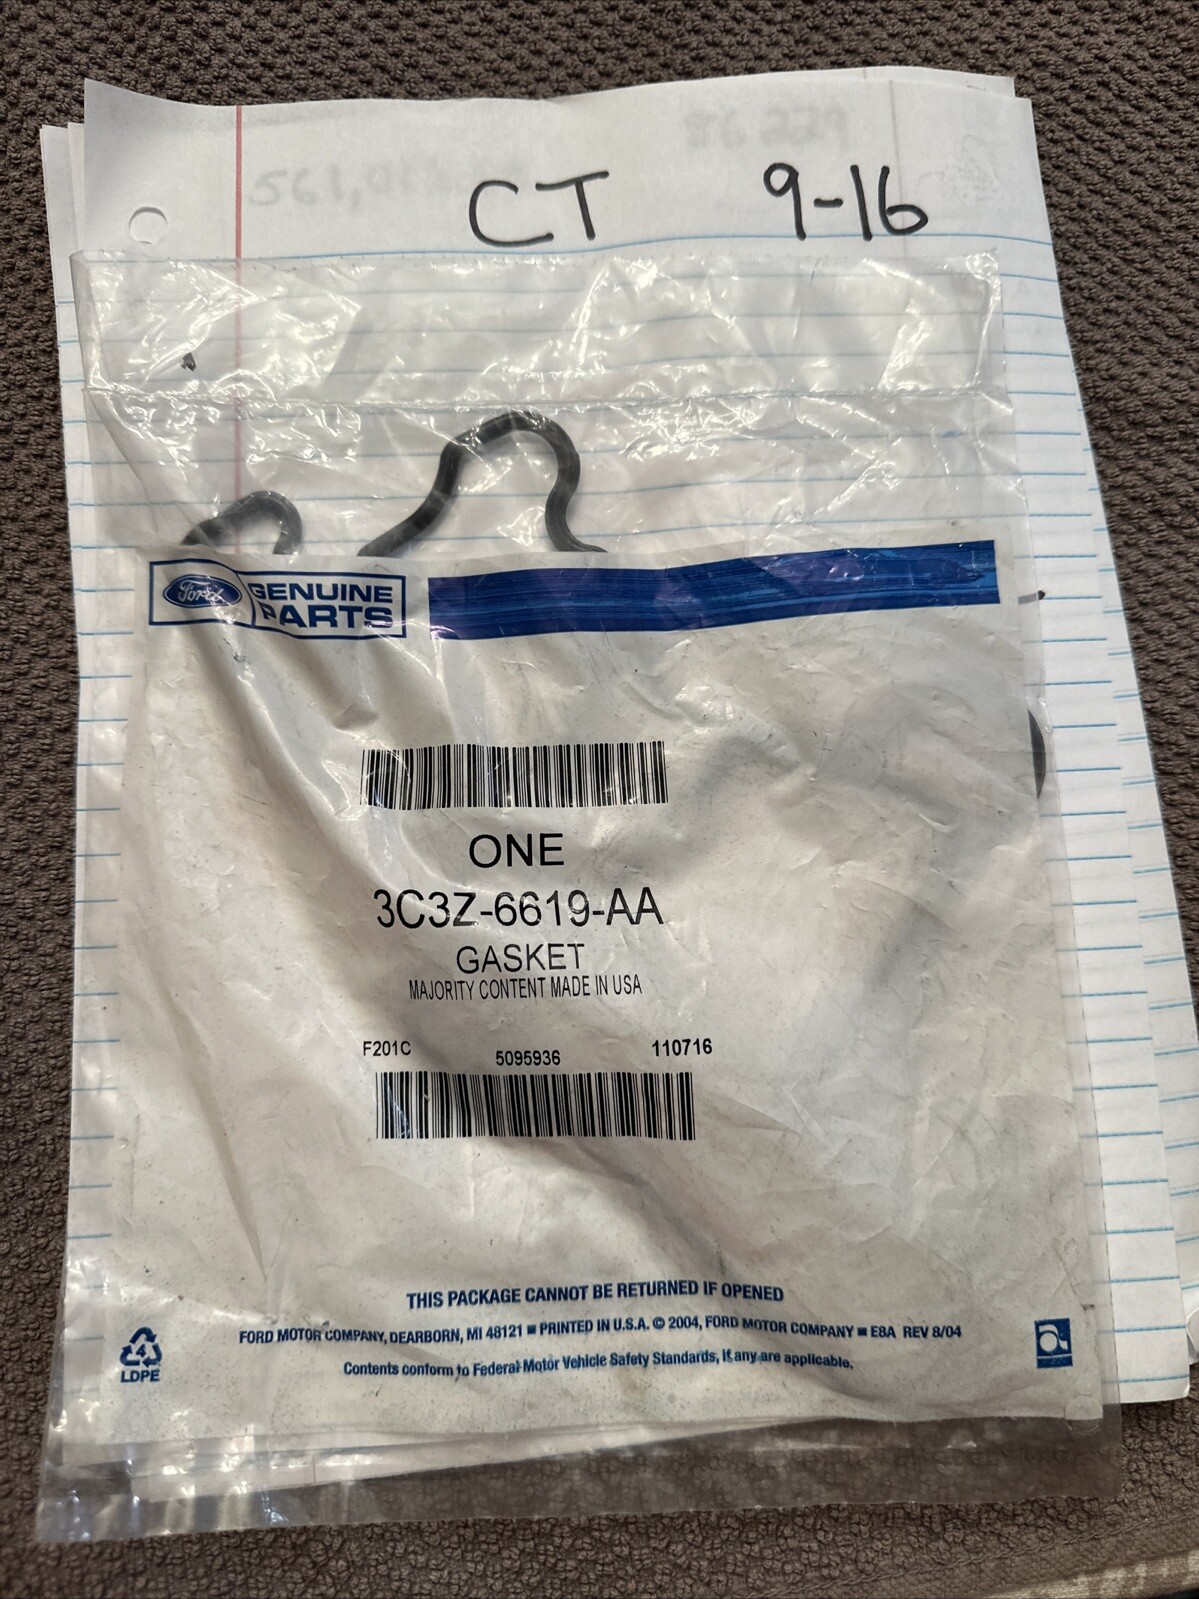 CT 9-16
Ford GENUINE PARTS
ONE
3C3Z-6619-AA
GASKET
MAJORITY CONTENT MADE IN USA
F201C 5095936 110716
THIS PACKAGE CANNOT BE RETURNED IF OPENED
FORD MOTOR COMPANY, DEARBORN, MI 48121 ■ PRINTED IN U.S.A. © 2004, FORD MOTOR COMPANY ■ E8A REV 8/04
Contents conform to Federal Motor Vehicle Safety Standards, if any are applicable.
4
LDPE